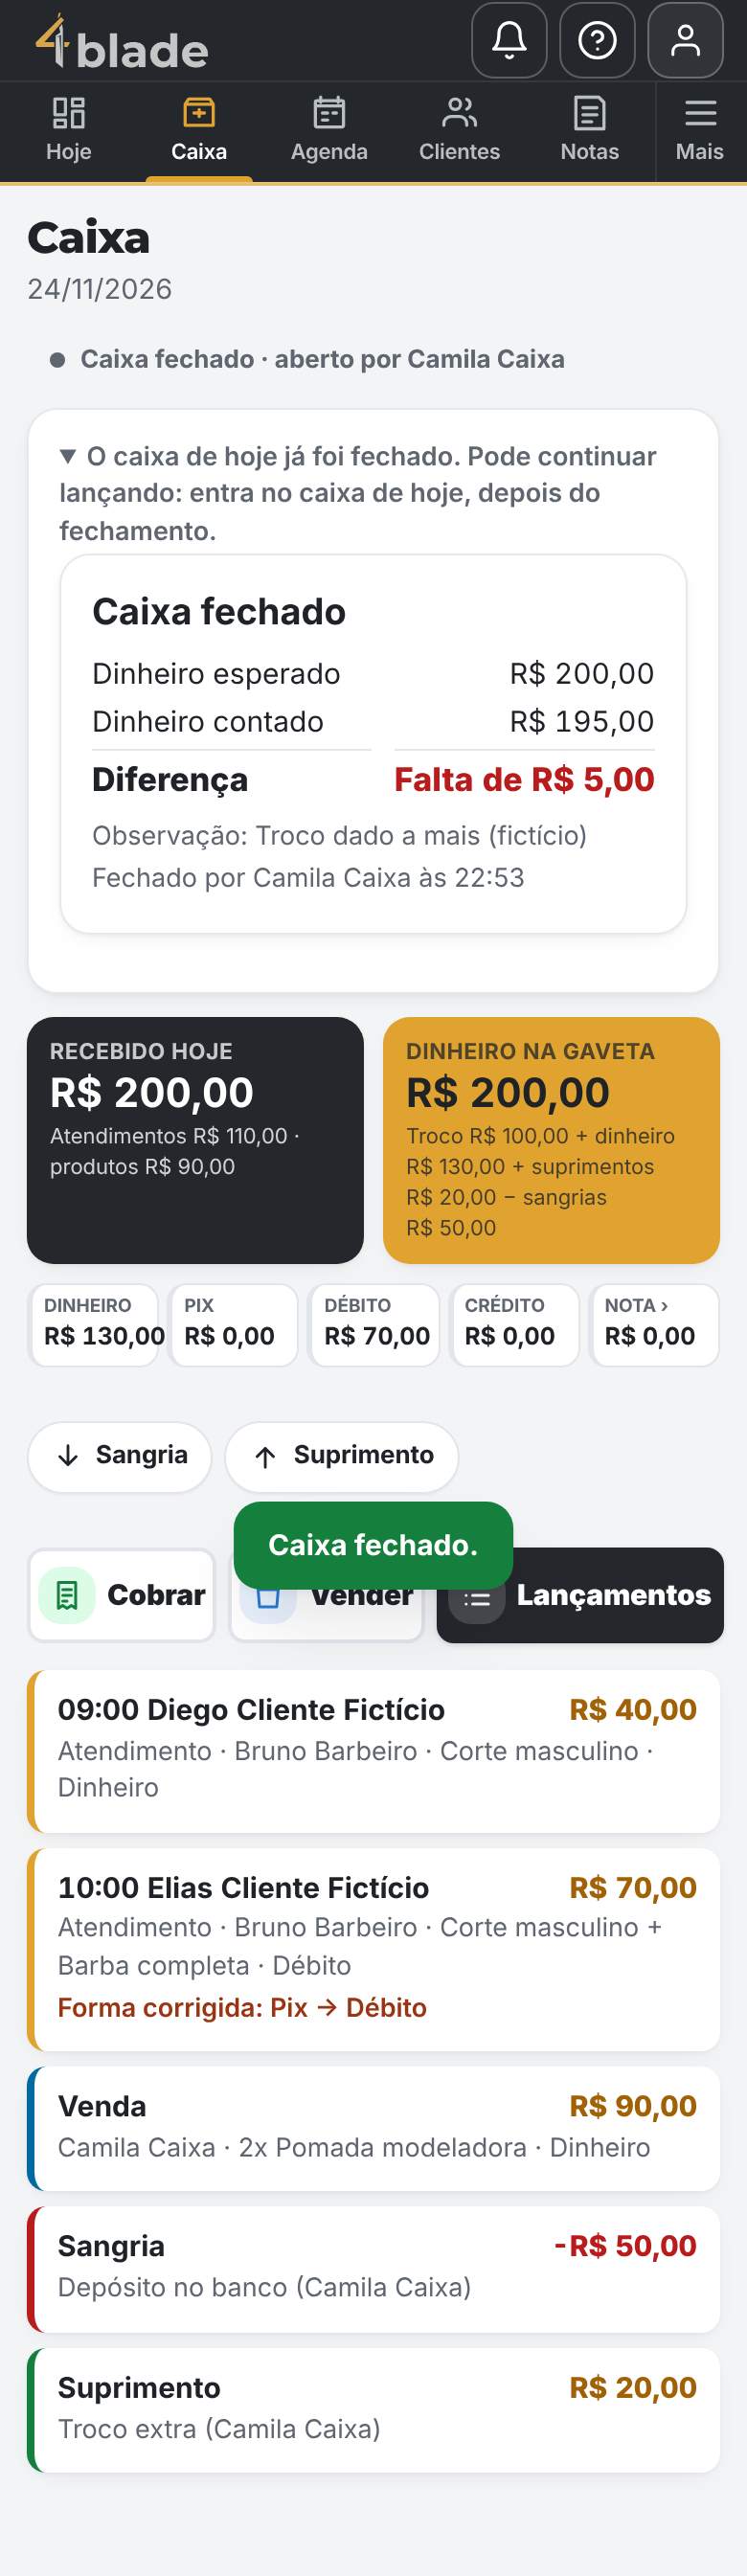 4blade
Hoje
Caixa
Agenda
Clientes
Notas
Mais
Caixa
24/11/2026
Caixa fechado · aberto por Camila Caixa
▼ O caixa de hoje já foi fechado. Pode continuar
lançando: entra no caixa de hoje, depois do
fechamento.
Caixa fechado
Dinheiro esperado R$ 200,00
Dinheiro contado R$ 195,00
Diferença Falta de R$ 5,00
Observação: Troco dado a mais (fictício)
Fechado por Camila Caixa às 22:53
RECEBIDO HOJE
R$ 200,00
Atendimentos R$ 110,00 ·
produtos R$ 90,00
DINHEIRO NA GAVETA
R$ 200,00
Troco R$ 100,00 + dinheiro
R$ 130,00 + suprimentos
R$ 20,00 − sangrias
R$ 50,00
DINHEIRO
R$ 130,00
PIX
R$ 0,00
DÉBITO
R$ 70,00
CRÉDITO
R$ 0,00
NOTA ›
R$ 0,00
↓ Sangria
↑ Suprimento
Caixa fechado.
Cobrar
Vender
Lançamentos
09:00 Diego Cliente Fictício R$ 40,00
Atendimento · Bruno Barbeiro · Corte masculino ·
Dinheiro
10:00 Elias Cliente Fictício R$ 70,00
Atendimento · Bruno Barbeiro · Corte masculino +
Barba completa · Débito
Forma corrigida: Pix → Débito
Venda R$ 90,00
Camila Caixa · 2x Pomada modeladora · Dinheiro
Sangria -R$ 50,00
Depósito no banco (Camila Caixa)
Suprimento R$ 20,00
Troco extra (Camila Caixa)